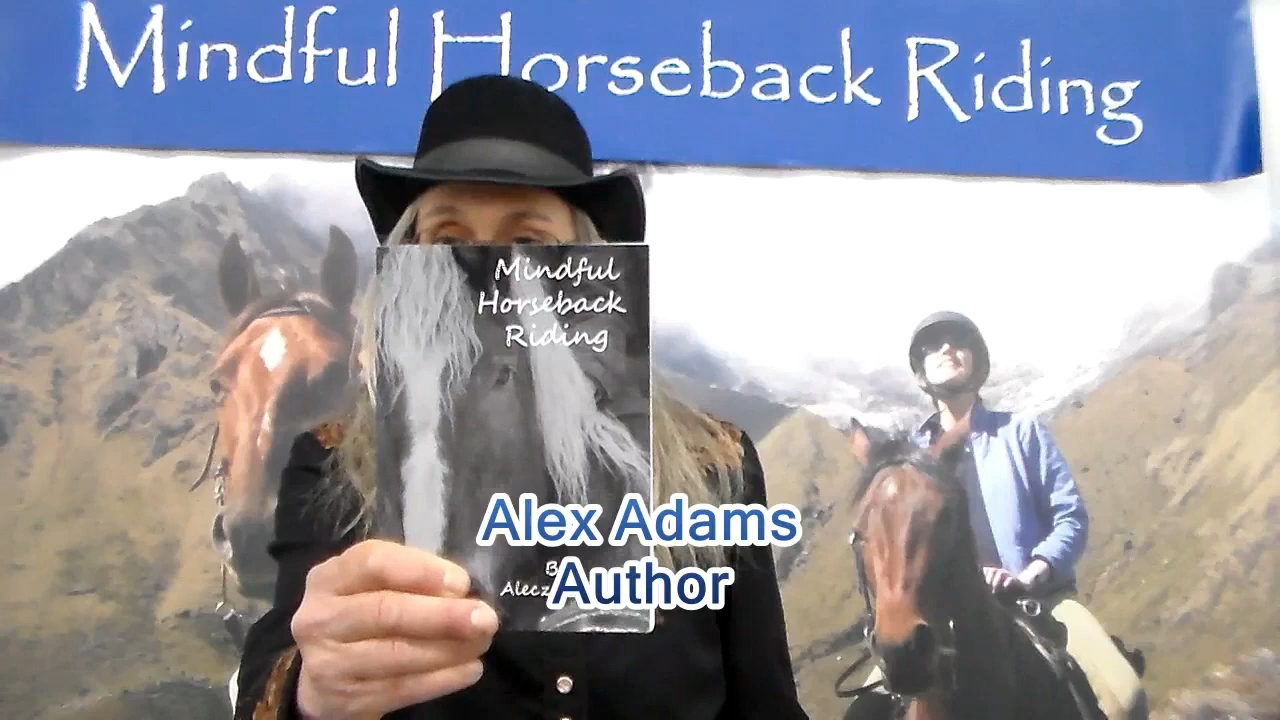 Mindful Horseback Riding
Mindful
Horseback
Riding
Alex Adams
Author